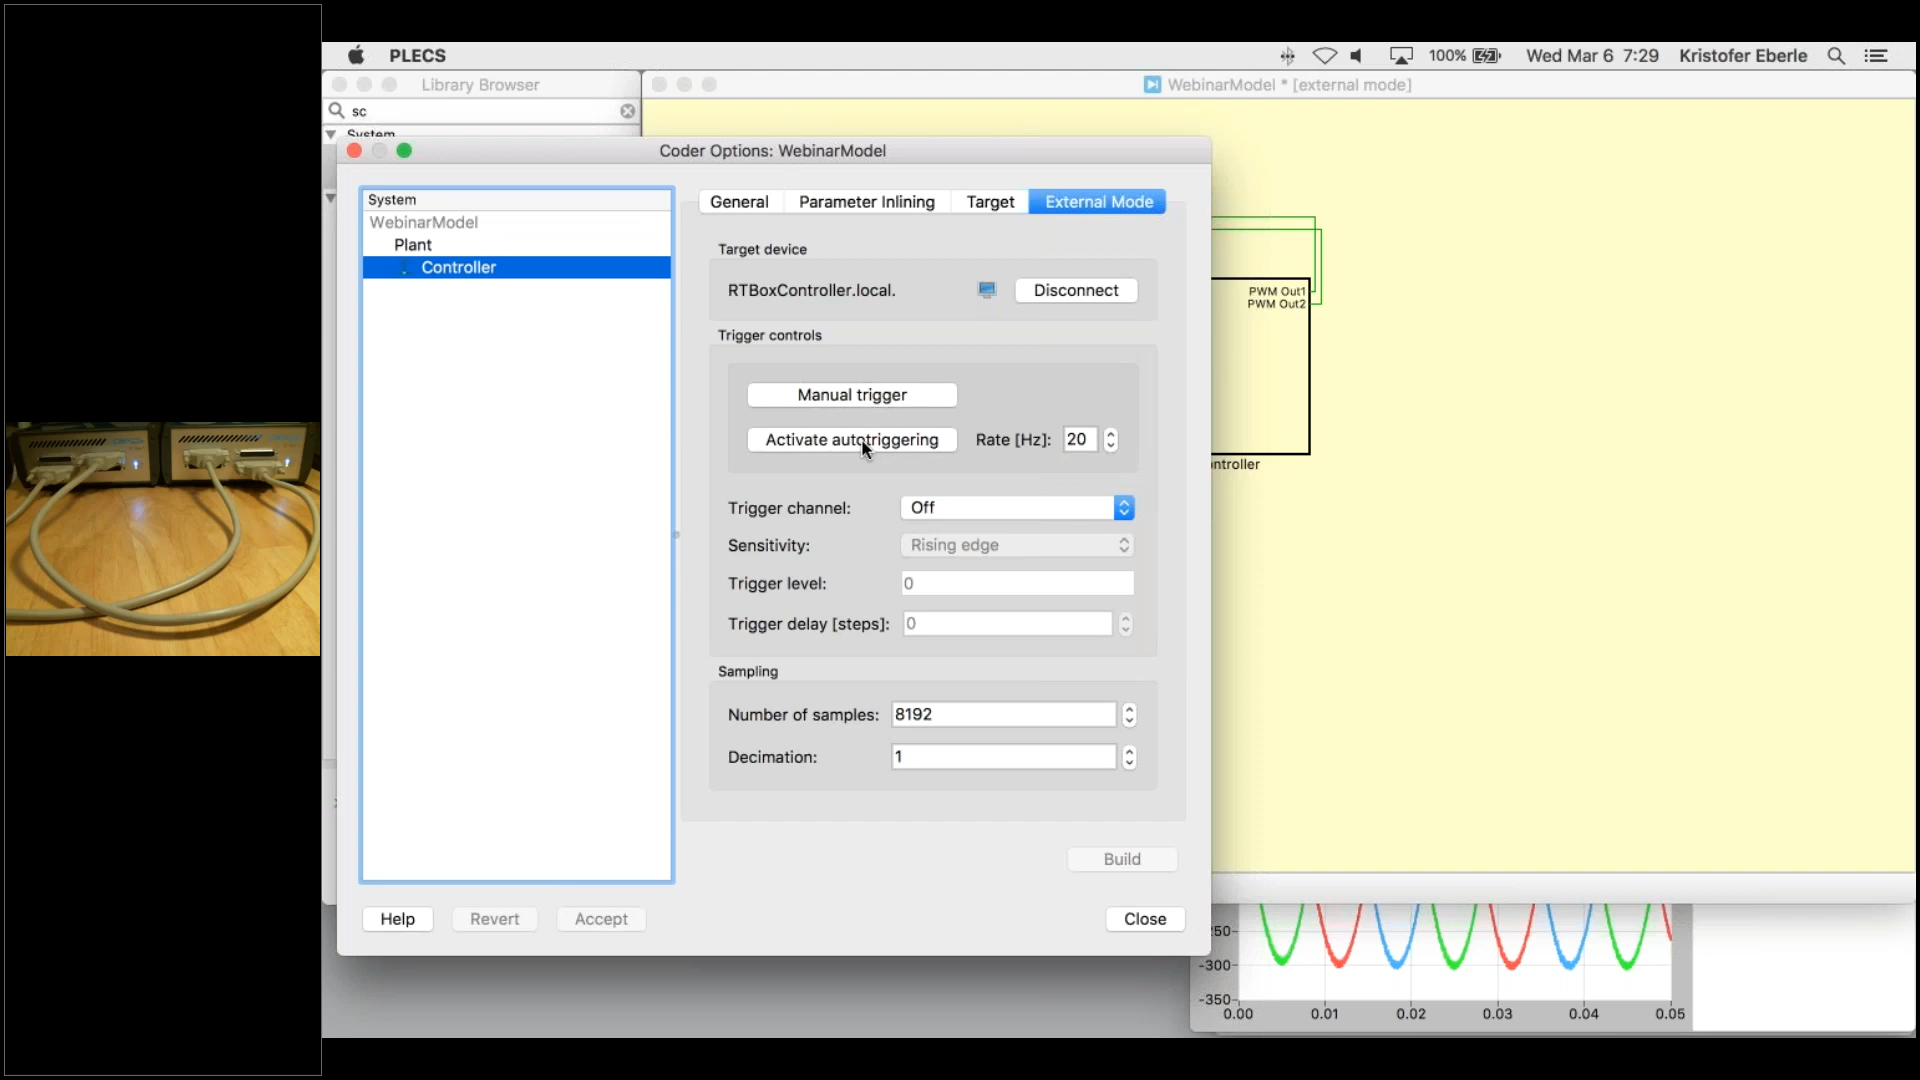 PLECS
100%
Wed Mar 6 7:29
Kristofer Eberle
Library Browser
WebinarModel * [external mode]
sc
System
Coder Options: WebinarModel
System
WebinarModel
Plant
Controller
General
Parameter Inlining
Target
External Mode
Target device
RTBoxController.local.
Disconnect
Trigger controls
Manual trigger
Activate autotriggering
Rate [Hz]:
20
Trigger channel:
Off
Sensitivity:
Rising edge
Trigger level:
0
Trigger delay [steps]:
0
Sampling
Number of samples:
8192
Decimation:
1
Build
Help
Revert
Accept
Close
PWM Out1
PWM Out2
ntroller
250
-300
-350
0.00
0.01
0.02
0.03
0.04
0.05